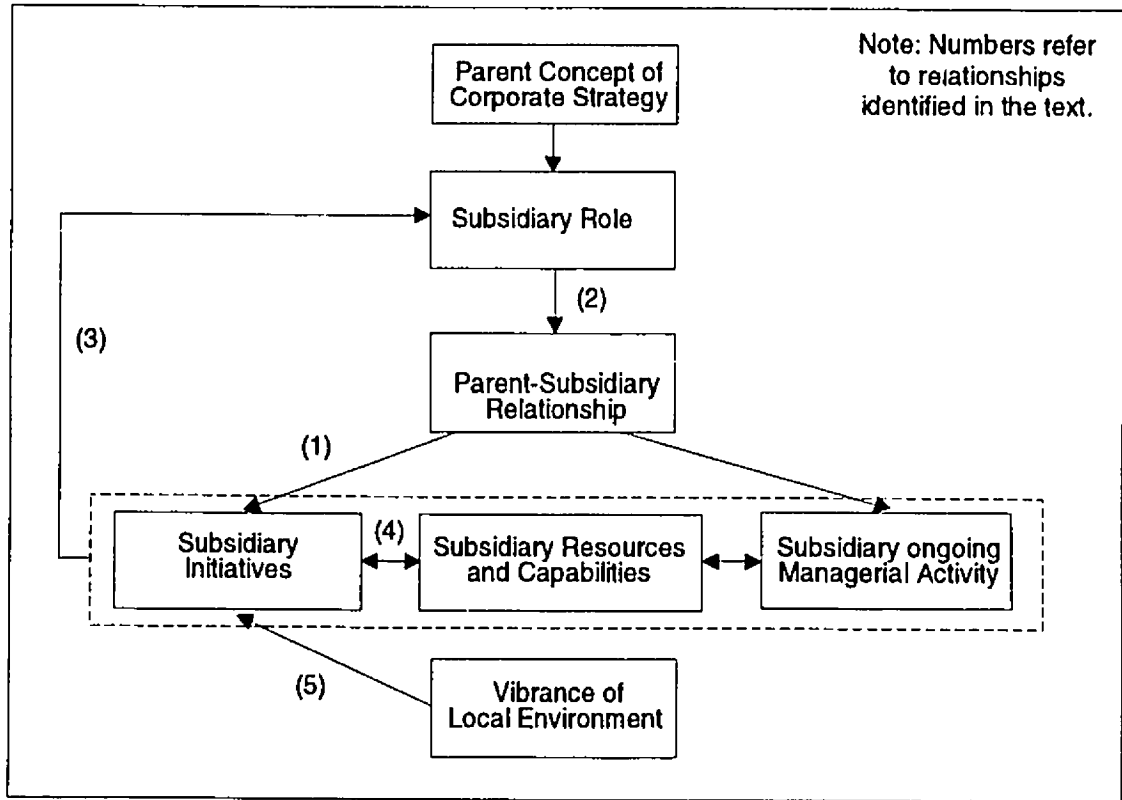 Note: Numbers refer
to relationships
identified in the text.
Parent Concept of
Corporate Strategy
Subsidiary Role
(2)
(3)
Parent-Subsidiary
Relationship
(1)
Subsidiary
Initiatives
(4)
Subsidiary Resources
and Capabilities
Subsidiary ongoing
Managerial Activity
(5)
Vibrance of
Local Environment